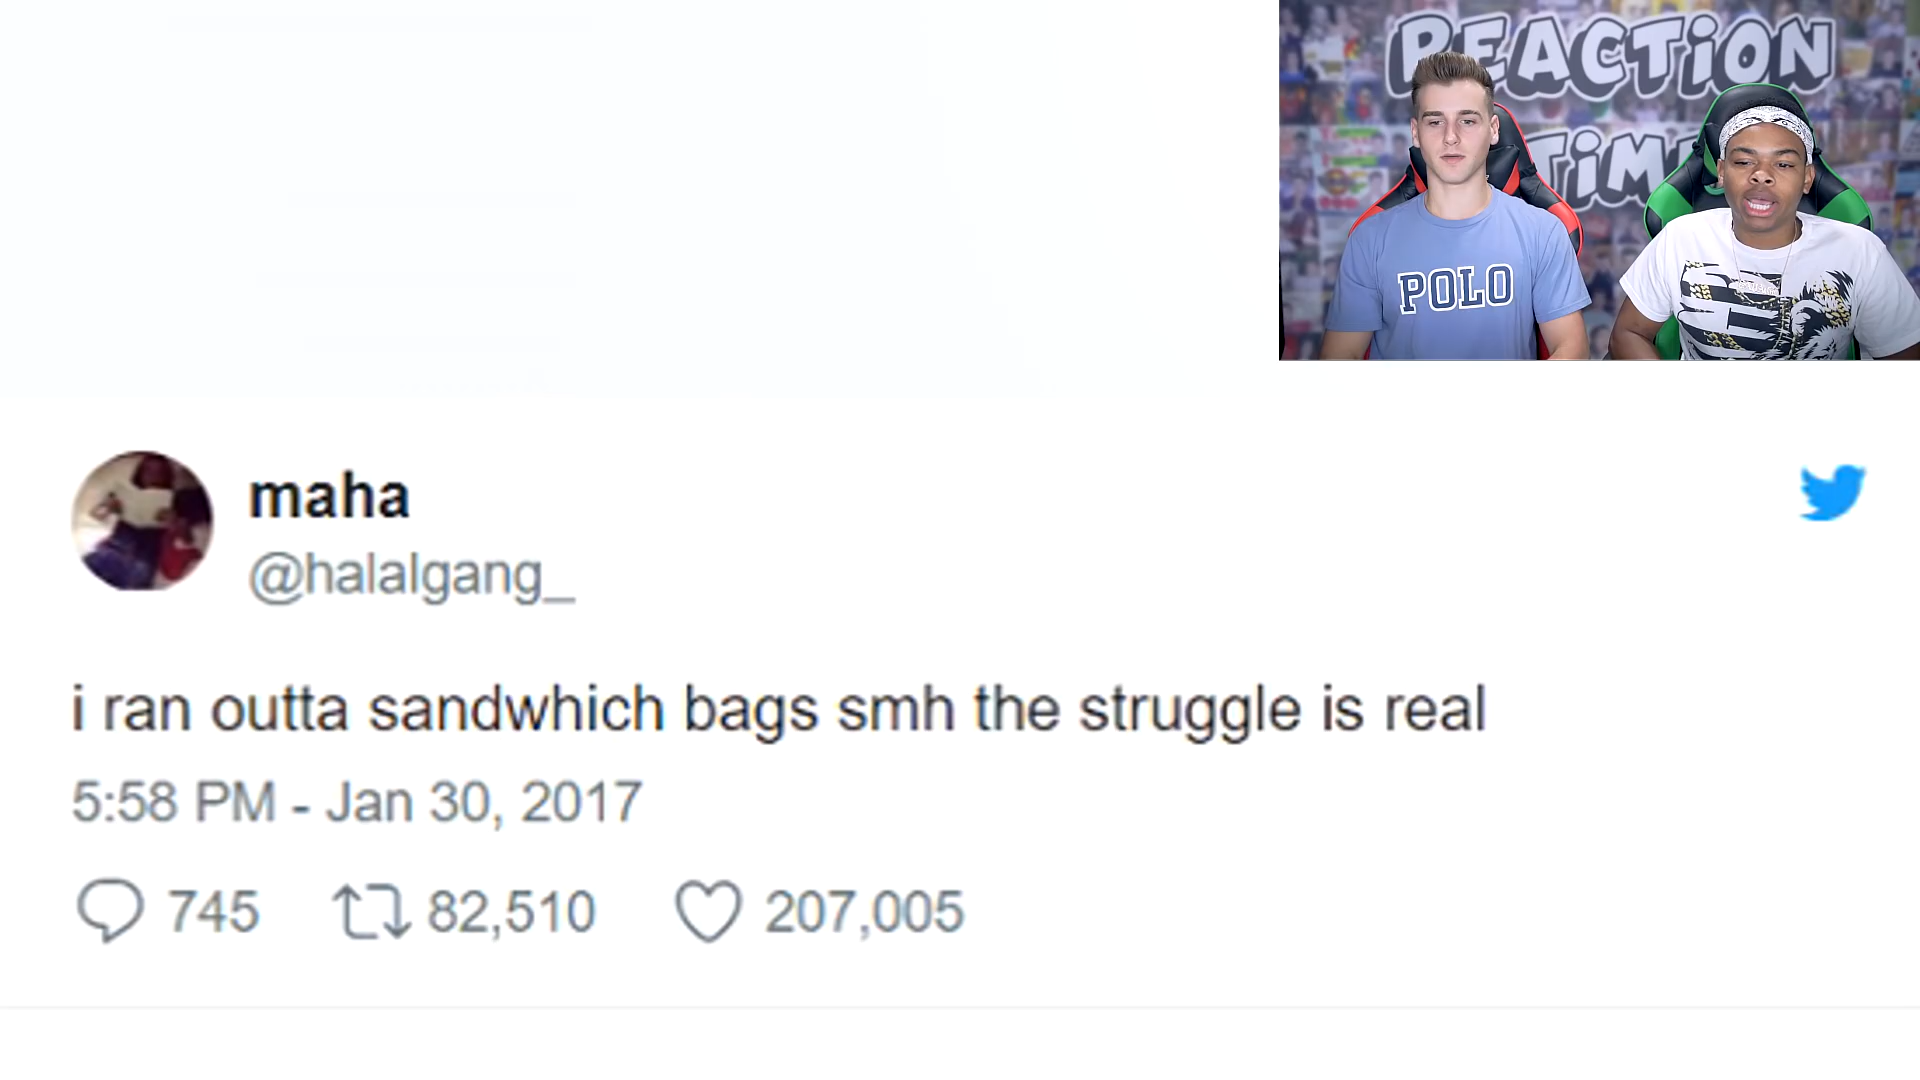 REACTION
TiM
POLO
maha
@halalgang_
i ran outta sandwhich bags smh the struggle is real
5:58 PM - Jan 30, 2017
745 82,510 207,005